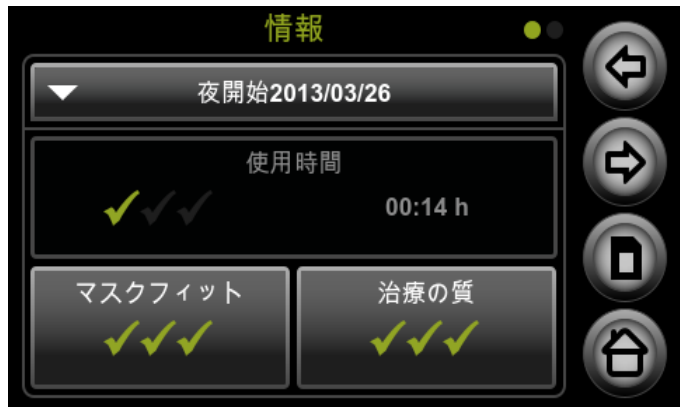 情報
夜開始2013/03/26
使用時間
00:14 h
マスクフィット
治療の質